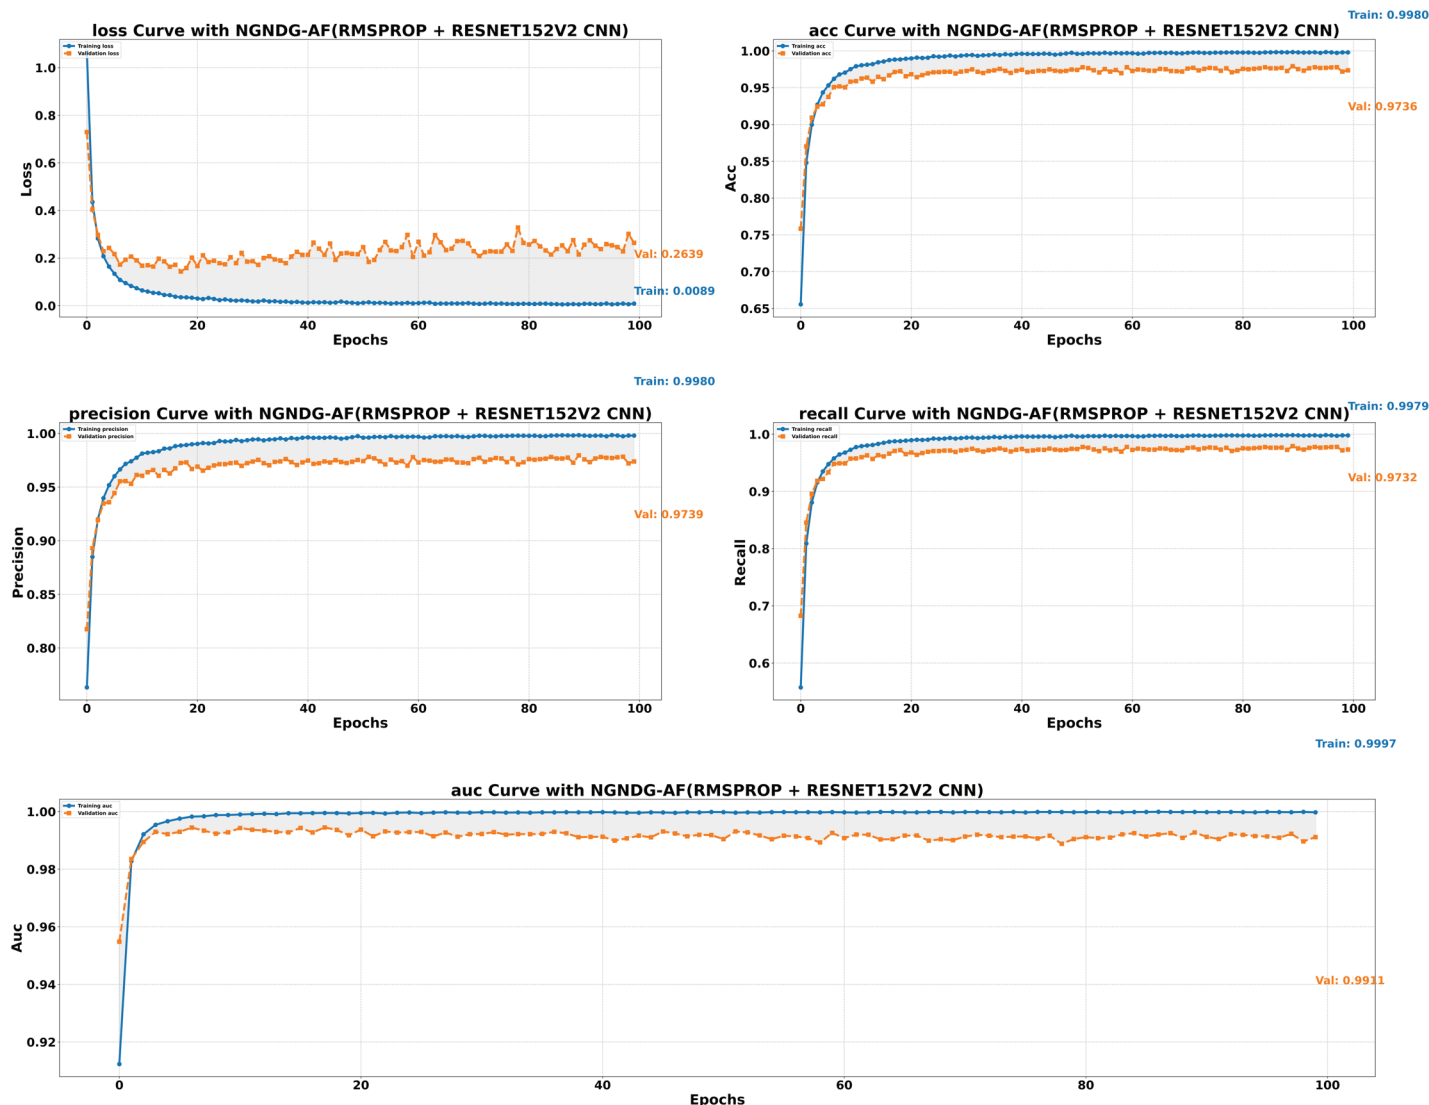 Train: 0.9980
loss Curve with NGNDG-AF(RMSPROP + RESNET152V2 CNN)
Training loss
Validation loss
1.0
0.8
0.6
0.4
0.2
0.0
Loss
0 20 40 60 80 100
Epochs
Val: 0.2639
Train: 0.0089
acc Curve with NGNDG-AF(RMSPROP + RESNET152V2 CNN)
Training acc
Validation acc
1.00
0.95
0.90
0.85
0.80
0.75
0.70
0.65
Acc
0 20 40 60 80 100
Epochs
Val: 0.9736
Train: 0.9980
precision Curve with NGNDG-AF(RMSPROP + RESNET152V2 CNN)
Training precision
Validation precision
1.00
0.95
0.90
0.85
0.80
Precision
0 20 40 60 80 100
Epochs
Val: 0.9739
Train: 0.9979
recall Curve with NGNDG-AF(RMSPROP + RESNET152V2 CNN)
Training recall
Validation recall
1.0
0.9
0.8
0.7
0.6
Recall
0 20 40 60 80 100
Epochs
Val: 0.9732
Train: 0.9997
auc Curve with NGNDG-AF(RMSPROP + RESNET152V2 CNN)
Training auc
Validation auc
1.00
0.98
0.96
0.94
0.92
Auc
0 20 40 60 80 100
Epochs
Val: 0.9911